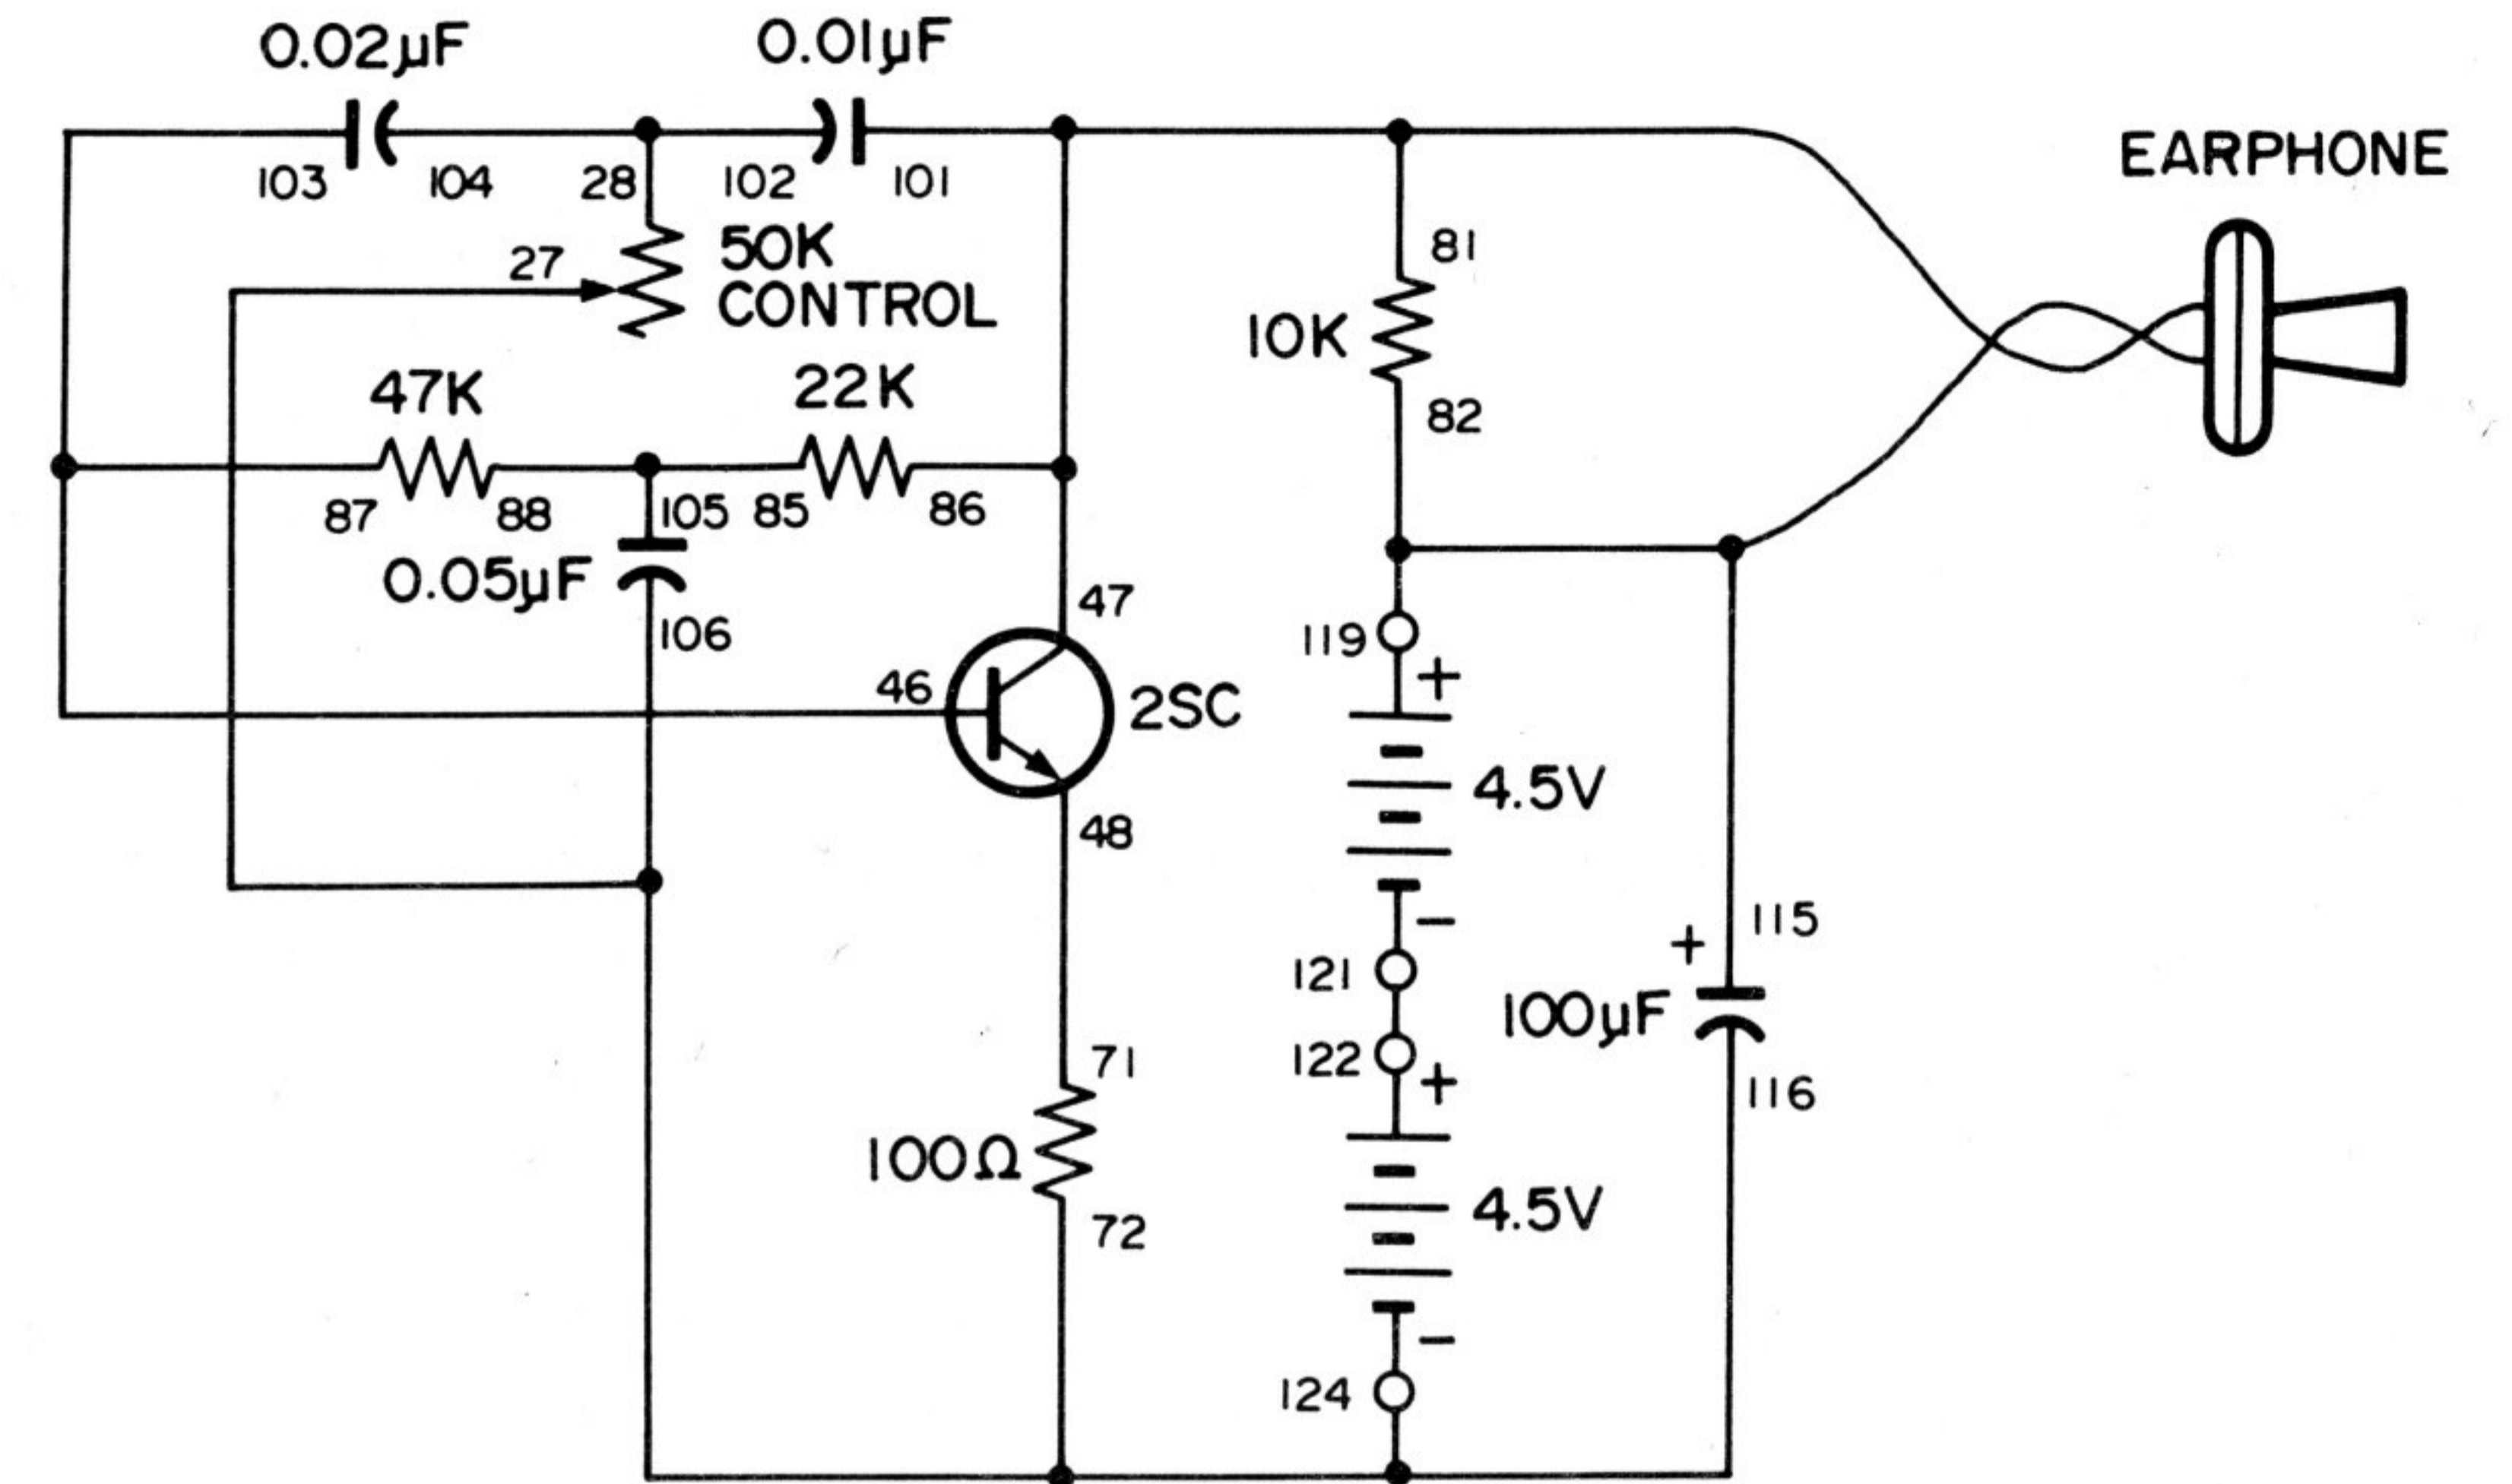 0.02µF
0.01µF
EARPHONE
103
104
28
102
101
27
50K
CONTROL
81
10K
82
47K
22K
87
88
105
85
86
0.05µF
106
47
46
2SC
48
119
+
4.5V
−
121
122
+
100µF
+
115
116
71
100Ω
72
4.5V
−
124